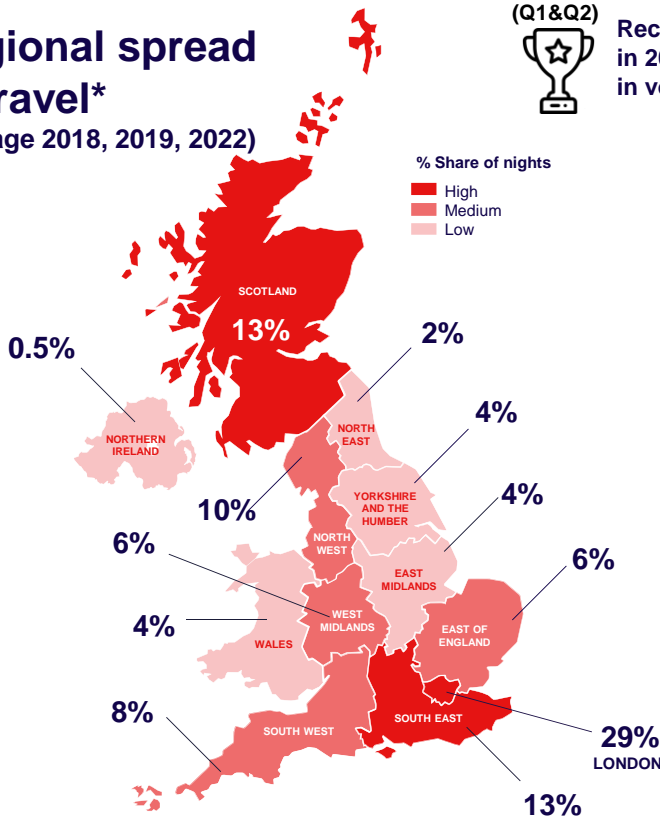 gional spread
ravel*
age 2018, 2019, 2022)
(Q1&Q2)
Rec
in 20
in v
% Share of nights
High
Medium
Low
SCOTLAND
13%
0.5%
NORTHERN
IRELAND
2%
NORTH
EAST
4%
YORKSHIRE
AND THE
HUMBER
4%
10%
NORTH
WEST
6%
EAST
MIDLANDS
6%
WEST
MIDLANDS
EAST OF
ENGLAND
4%
WALES
8%
SOUTH WEST
SOUTH EAST
29%
LONDON
13%